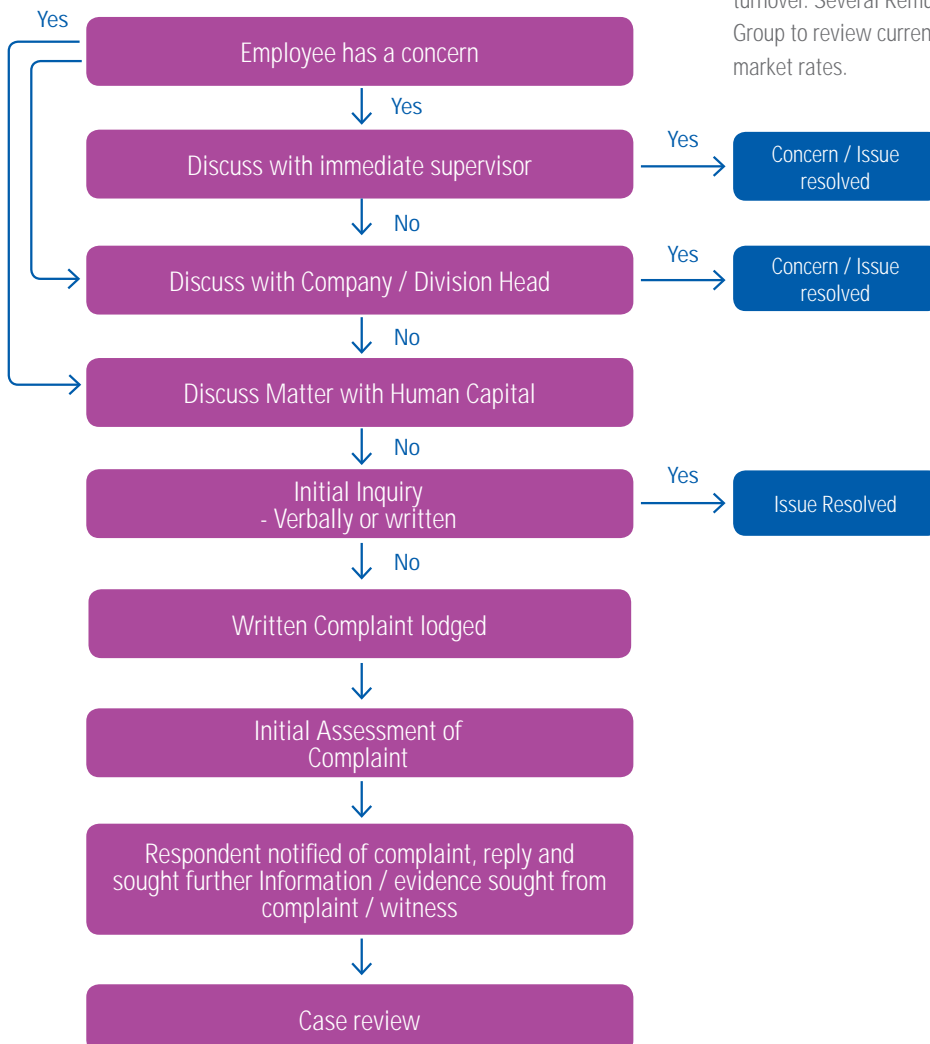 Group to review curren
market rates.
Yes
Employee has a concern
Yes
Discuss with immediate supervisor
Yes
Concern / Issue
resolved
No
Discuss with Company / Division Head
Yes
Concern / Issue
resolved
No
Discuss Matter with Human Capital
No
Initial Inquiry
- Verbally or written
Yes
Issue Resolved
No
Written Complaint lodged
Initial Assessment of
Complaint
Respondent notified of complaint, reply and
sought further Information / evidence sought from
complaint / witness
Case review